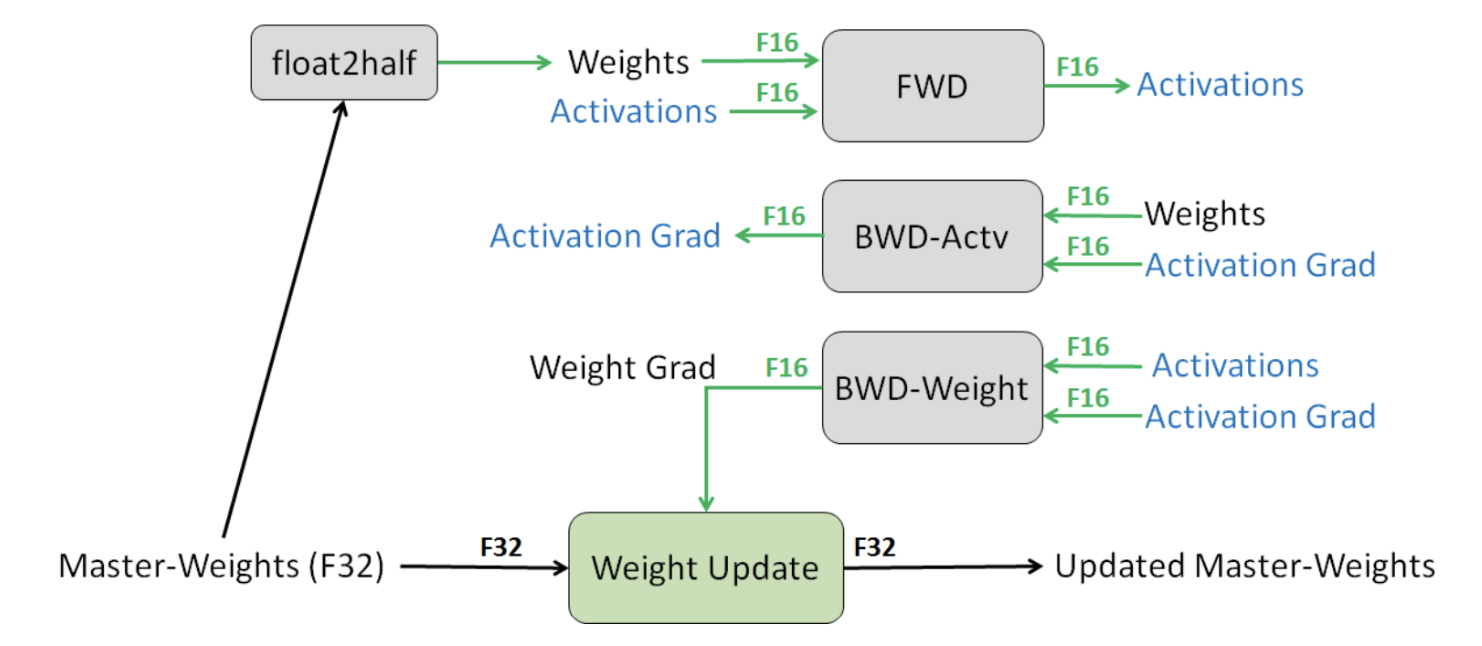 float2half
Weights
F16
Activations
F16
FWD
F16
Activations
Activation Grad
F16
BWD-Actv
F16
Weights
F16
Activation Grad
Weight Grad
F16
BWD-Weight
F16
Activations
F16
Activation Grad
Master-Weights (F32)
F32
Weight Update
F32
Updated Master-Weights